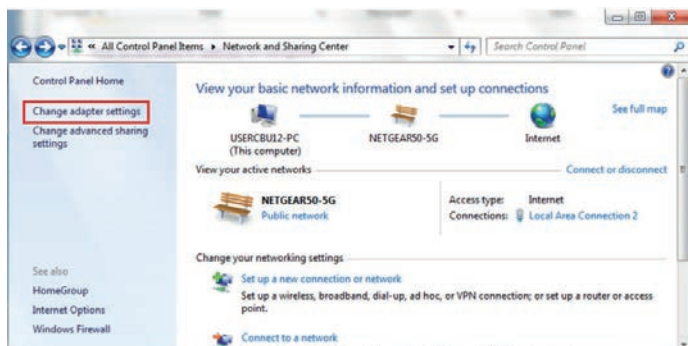 « All Control Panel Items ▸ Network and Sharing Center
Search Control Panel
Control Panel Home
Change adapter settings
Change advanced sharing
settings
See also
HomeGroup
Internet Options
Windows Firewall
View your basic network information and set up connections
See full map
USERCBU12-PC
(This computer)
NETGEAR50-5G
Internet
View your active networks
Connect or disconnect
NETGEAR50-5G
Public network
Access type: Internet
Connections: Local Area Connection 2
Change your networking settings
Set up a new connection or network
Set up a wireless, broadband, dial-up, ad hoc, or VPN connection; or set up a router or access
point.
Connect to a network